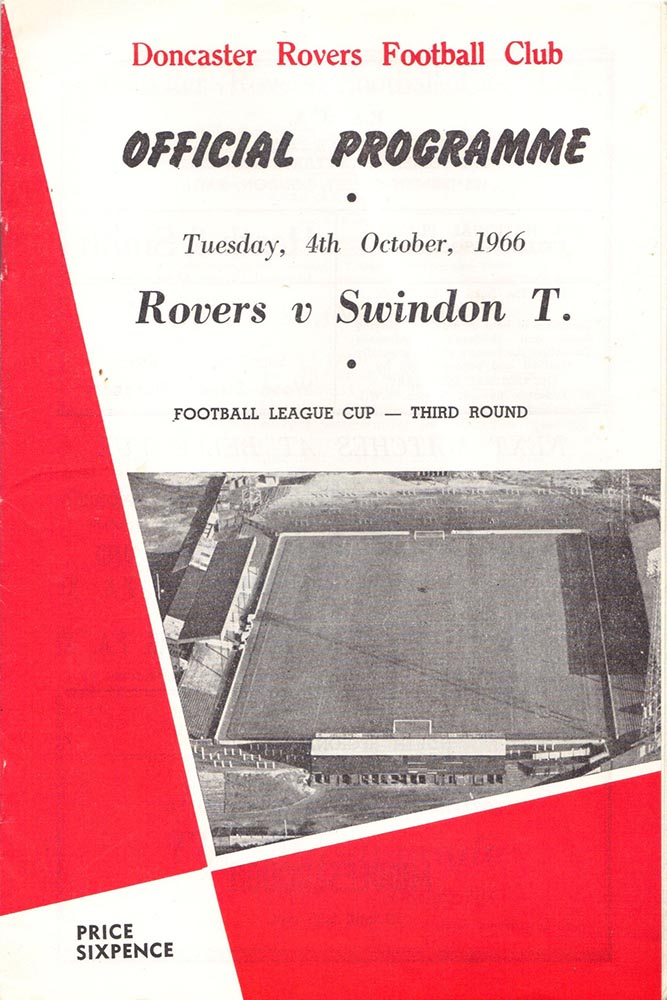 Doncaster Rovers Football Club
OFFICIAL PROGRAMME
Tuesday, 4th October, 1966
Rovers v Swindon T.
FOOTBALL LEAGUE CUP — THIRD ROUND
PRICE
SIXPENCE